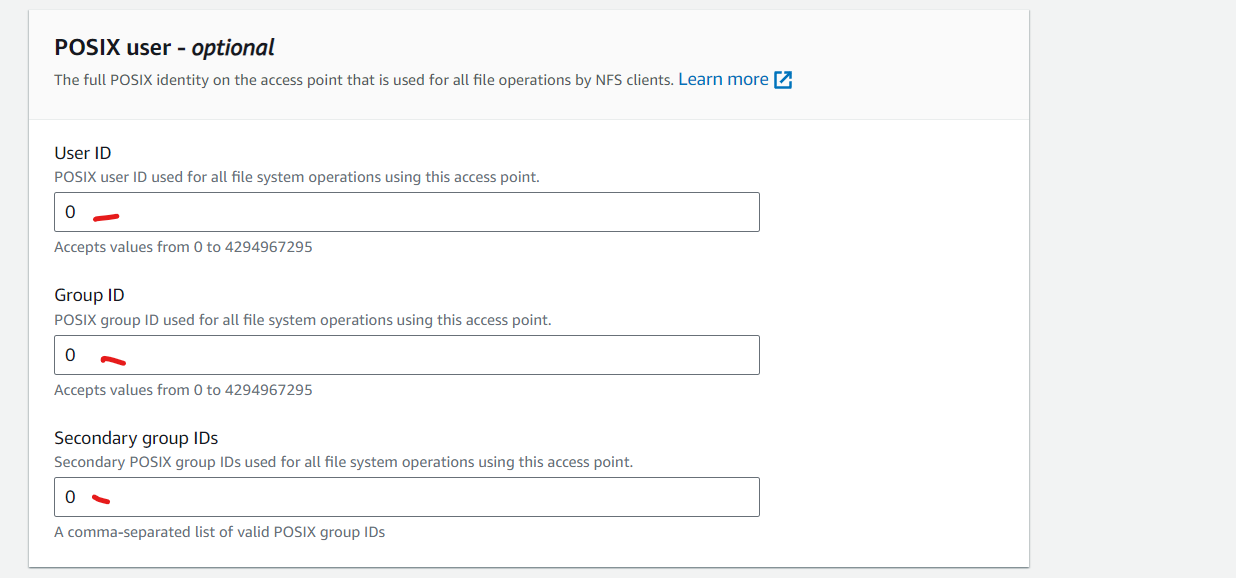 POSIX user - optional
The full POSIX identity on the access point that is used for all file operations by NFS clients. Learn more
User ID
POSIX user ID used for all file system operations using this access point.
0
Accepts values from 0 to 4294967295
Group ID
POSIX group ID used for all file system operations using this access point.
0
Accepts values from 0 to 4294967295
Secondary group IDs
Secondary POSIX group IDs used for all file system operations using this access point.
0
A comma-separated list of valid POSIX group IDs